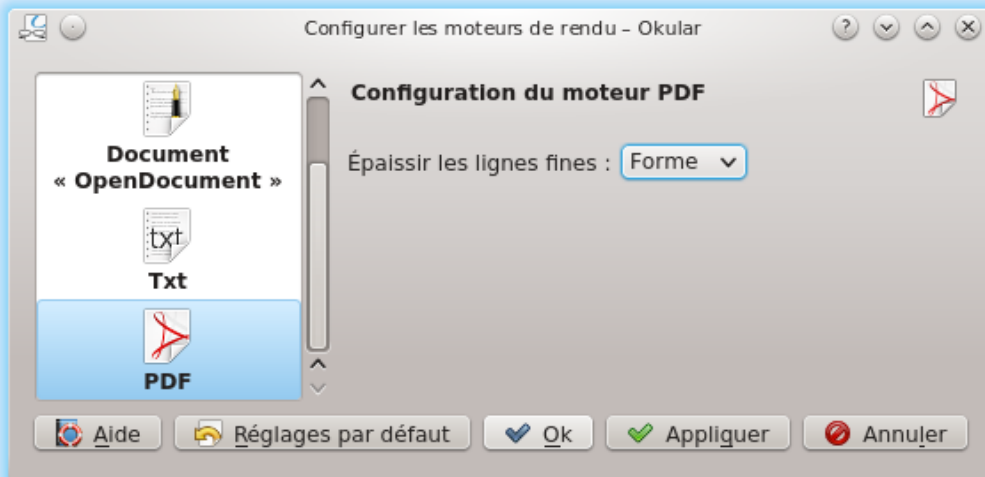 Configurer les moteurs de rendu – Okular
Configuration du moteur PDF
Épaissir les lignes fines : Forme
Document
« OpenDocument »
txt
Txt
PDF
Aide
Réglages par défaut
Ok
Appliquer
Annuler